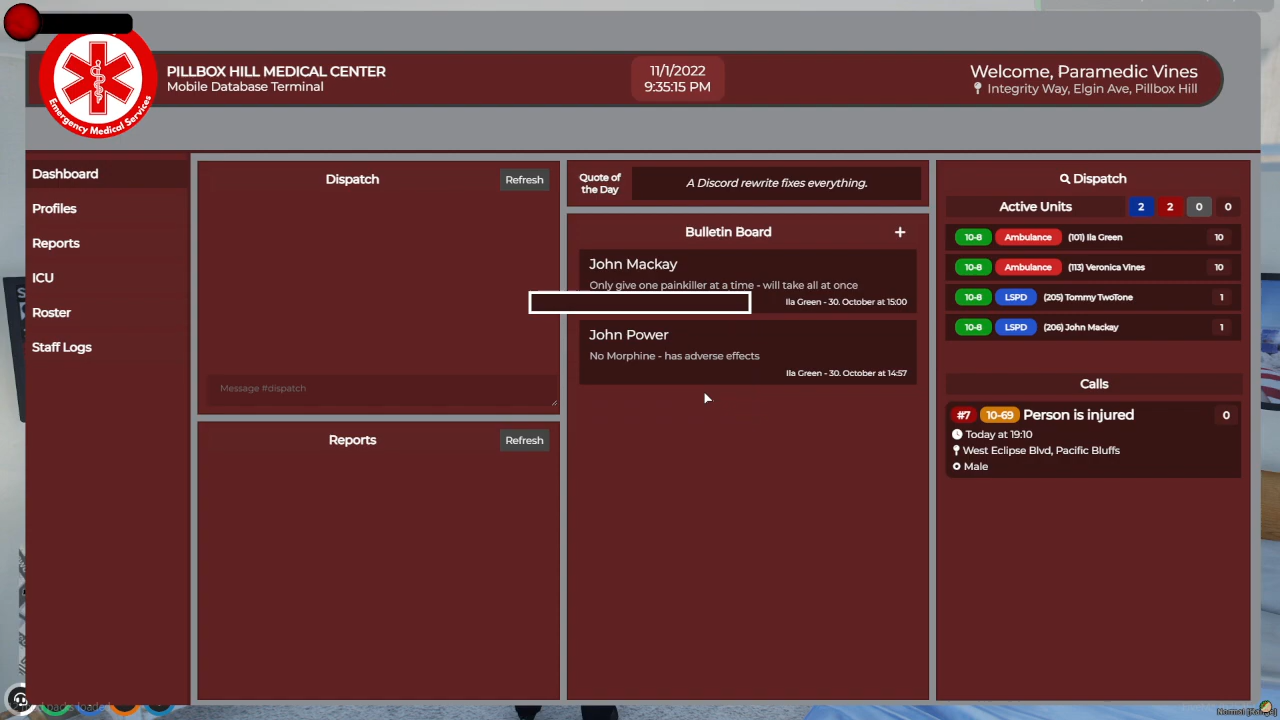 PILLBOX HILL MEDICAL CENTER
Mobile Database Terminal
Emergency Medical Services
11/1/2022
9:35:15 PM
Welcome, Paramedic Vines
Integrity Way, Elgin Ave, Pillbox Hill
Dashboard
Profiles
Reports
ICU
Roster
Staff Logs
Dispatch
Refresh
Message #dispatch
Reports
Refresh
Quote of
the Day
A Discord rewrite fixes everything.
Bulletin Board
+
John Mackay
Only give one painkiller at a time - will take all at once
Ila Green - 30. October at 15:00
John Power
No Morphine - has adverse effects
Ila Green - 30. October at 14:57
Dispatch
Active Units 2 2 0 0
10-8 Ambulance (101) Ila Green 10
10-8 Ambulance (113) Veronica Vines 10
10-8 LSPD (205) Tommy TwoTone 1
10-8 LSPD (206) John Mackay 1
Calls
#7 10-69 Person is injured 0
Today at 19:10
West Eclipse Blvd, Pacific Bluffs
Male